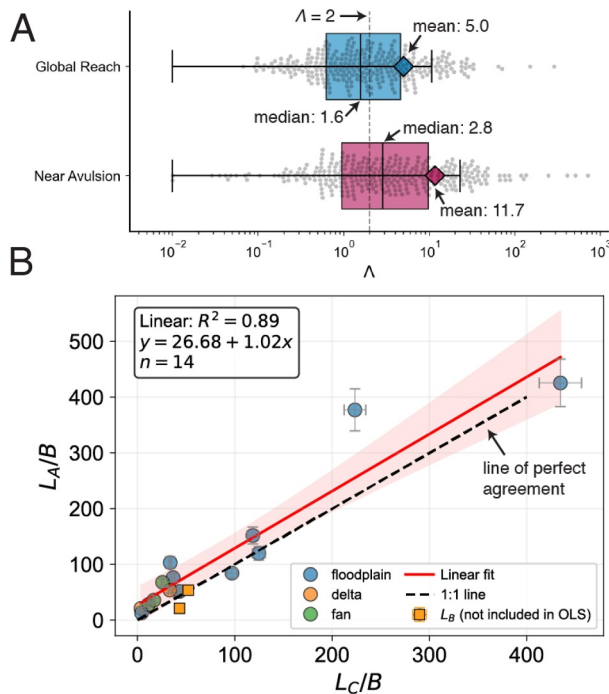 A
Λ = 2
mean: 5.0
Global Reach
median: 1.6
median: 2.8
Near Avulsion
mean: 11.7
10⁻²
10⁻¹
10⁰
10¹
10²
10³
Λ
B
Linear: R² = 0.89
y = 26.68 + 1.02x
n = 14
500
400
300
200
100
0
L_A/B
line of perfect
agreement
floodplain
delta
fan
Linear fit
1:1 line
L_B (not included in OLS)
0
100
200
300
400
L_C/B